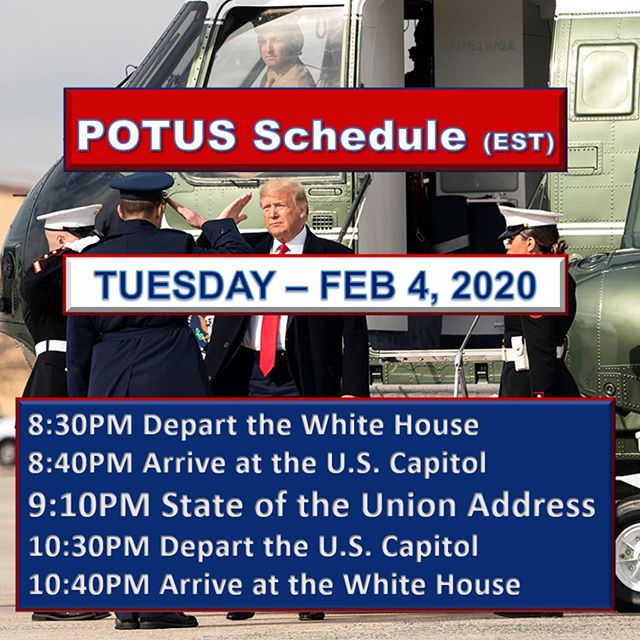 POTUS Schedule (EST)
TUESDAY – FEB 4, 2020
8:30PM Depart the White House
8:40PM Arrive at the U.S. Capitol
9:10PM State of the Union Address
10:30PM Depart the U.S. Capitol
10:40PM Arrive at the White House